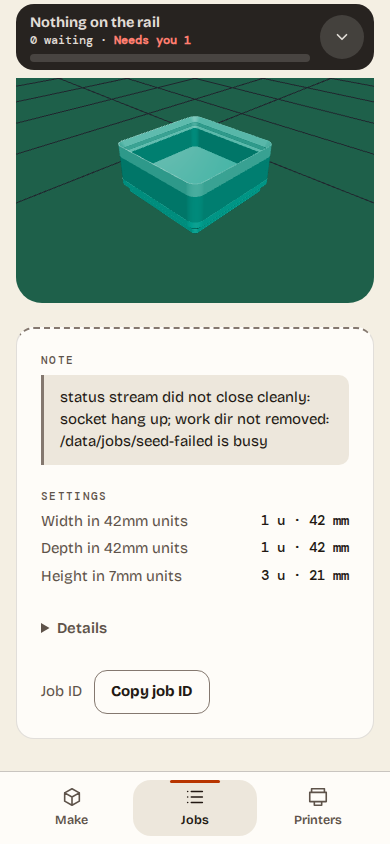 Nothing on the rail
0 waiting · Needs you 1
NOTE
status stream did not close cleanly:
socket hang up; work dir not removed:
/data/jobs/seed-failed is busy
SETTINGS
Width in 42mm units 1 u · 42 mm
Depth in 42mm units 1 u · 42 mm
Height in 7mm units 3 u · 21 mm
Details
Job ID Copy job ID
Make Jobs Printers